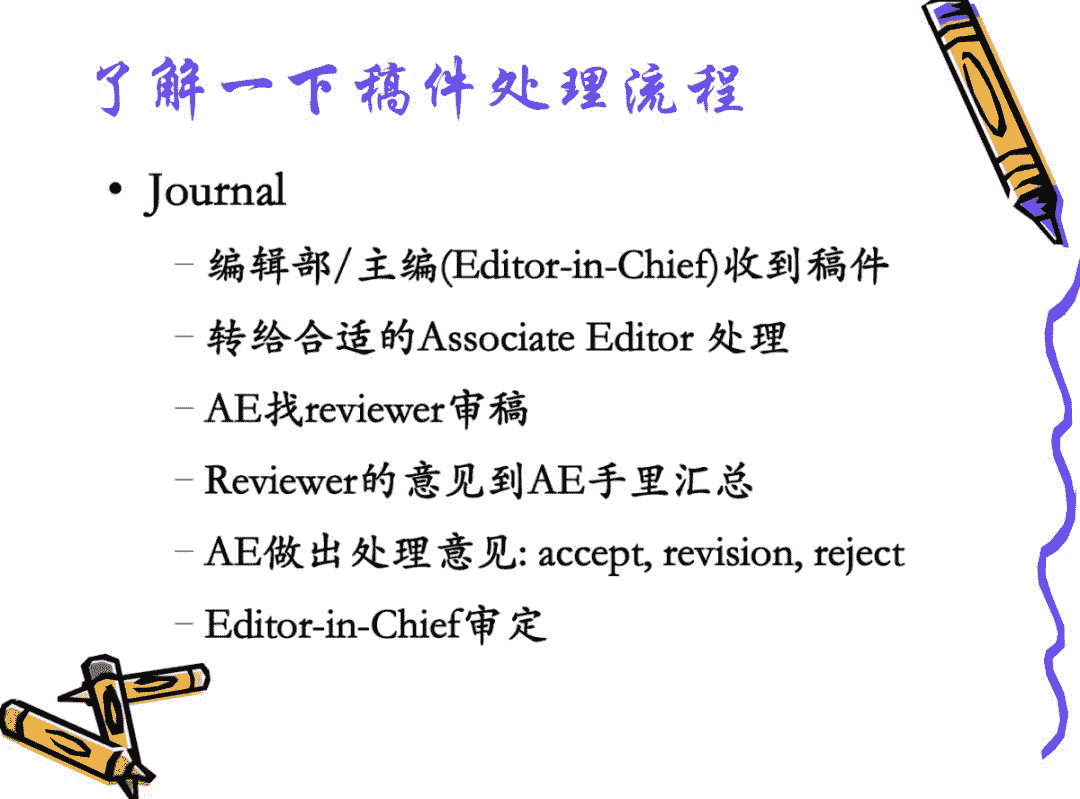 了解一下稿件处理流程
• Journal
– 编辑部/主编(Editor-in-Chief)收到稿件
– 转给合适的Associate Editor 处理
– AE找reviewer审稿
– Reviewer的意见到AE手里汇总
– AE做出处理意见: accept, revision, reject
– Editor-in-Chief审定